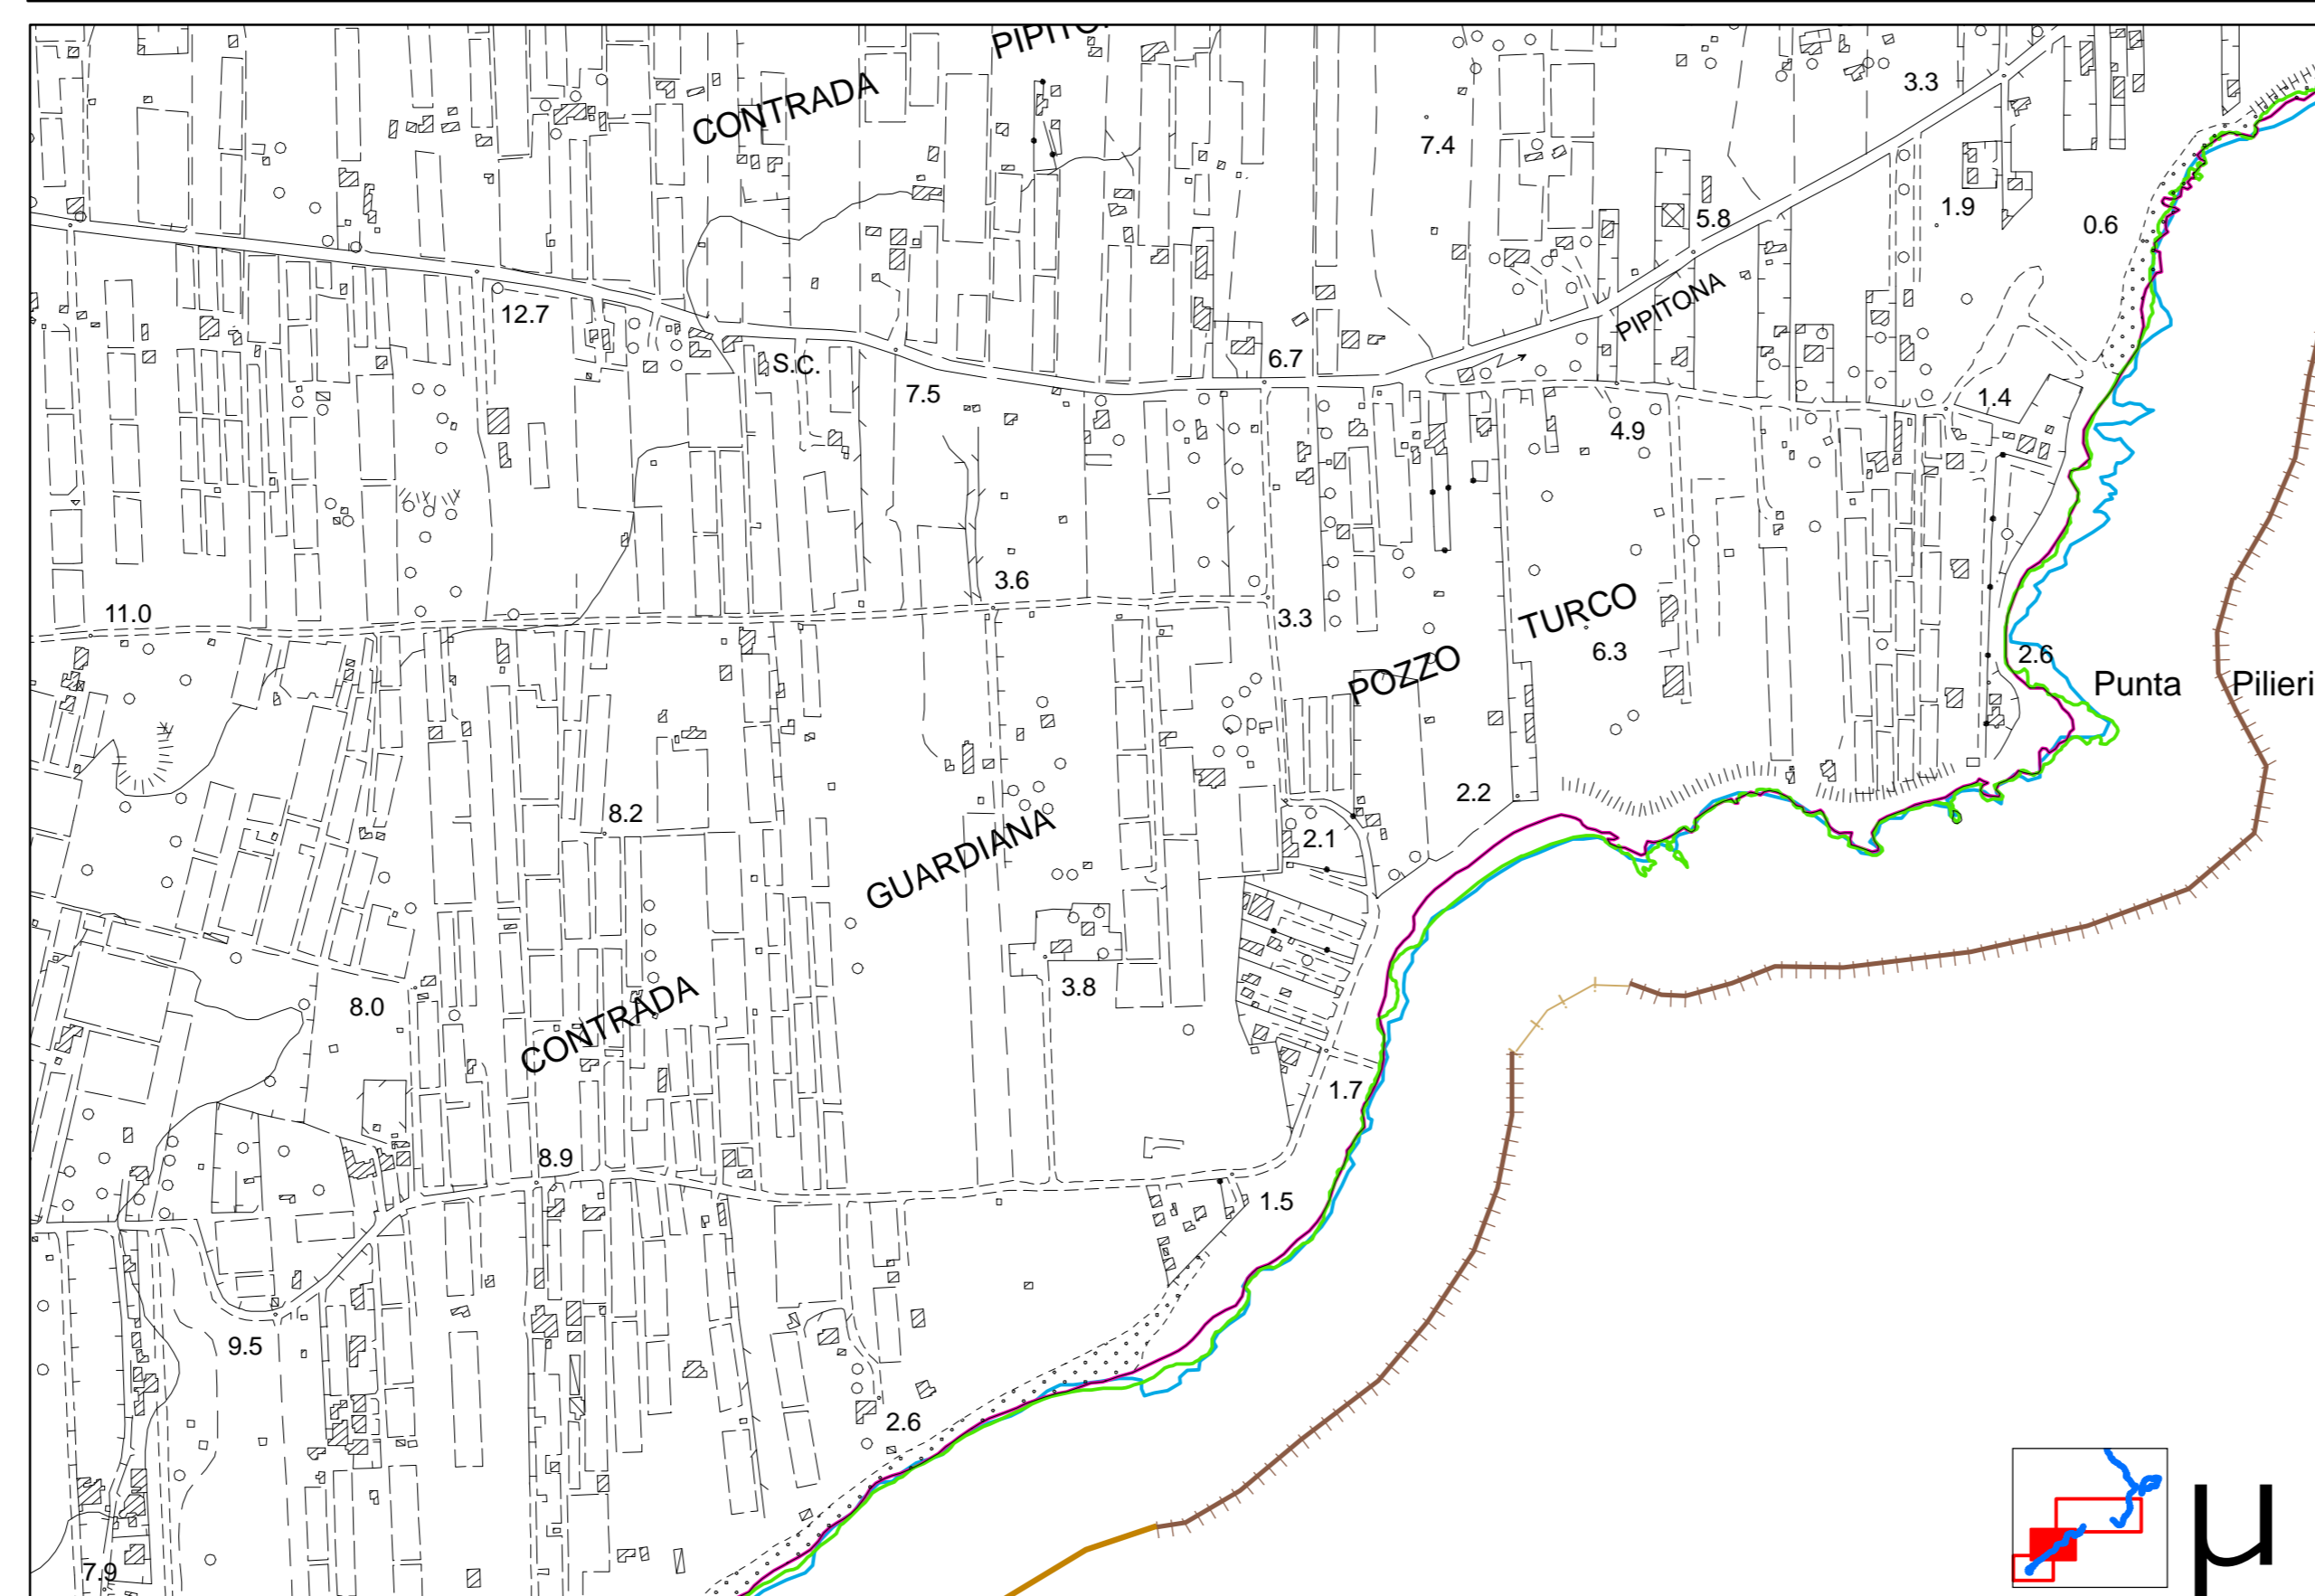 PIPITO
CONTRADA
3.3
7.4
1.9
5.8
0.6
12.7
PIPITONA
S.C.
6.7
7.5
1.4
4.9
3.6
11.0
3.3
TURCO
6.3
2.6
POZZO
Punta Pilieri
2.2
8.2
2.1
GUARDIANA
3.8
8.0
CONTRADA
1.7
8.9
1.5
9.5
2.6
7.9
µ